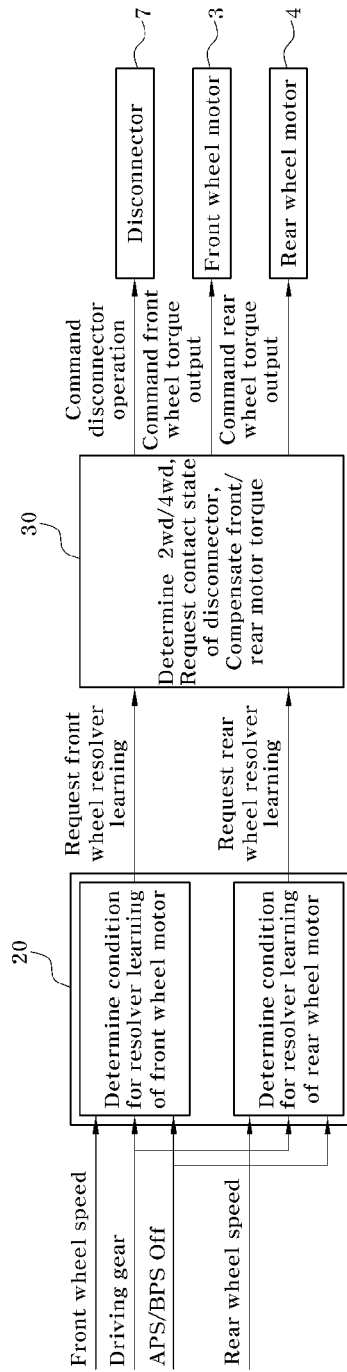 Front wheel speed
Driving gear
APS/BPS Off
Rear wheel speed
20
Determine condition
for resolver learning
of front wheel motor
Determine condition
for resolver learning
of rear wheel motor
Request front
wheel resolver
learning
Request rear
wheel resolver
learning
30
Determine 2wd/4wd,
Request contact state
of disconnector,
Compensate front/
rear motor torque
Command
disconnector
operation
Command front
wheel torque
output
Command rear
wheel torque
output
Disconnector
7
Front wheel motor
3
Rear wheel motor
4